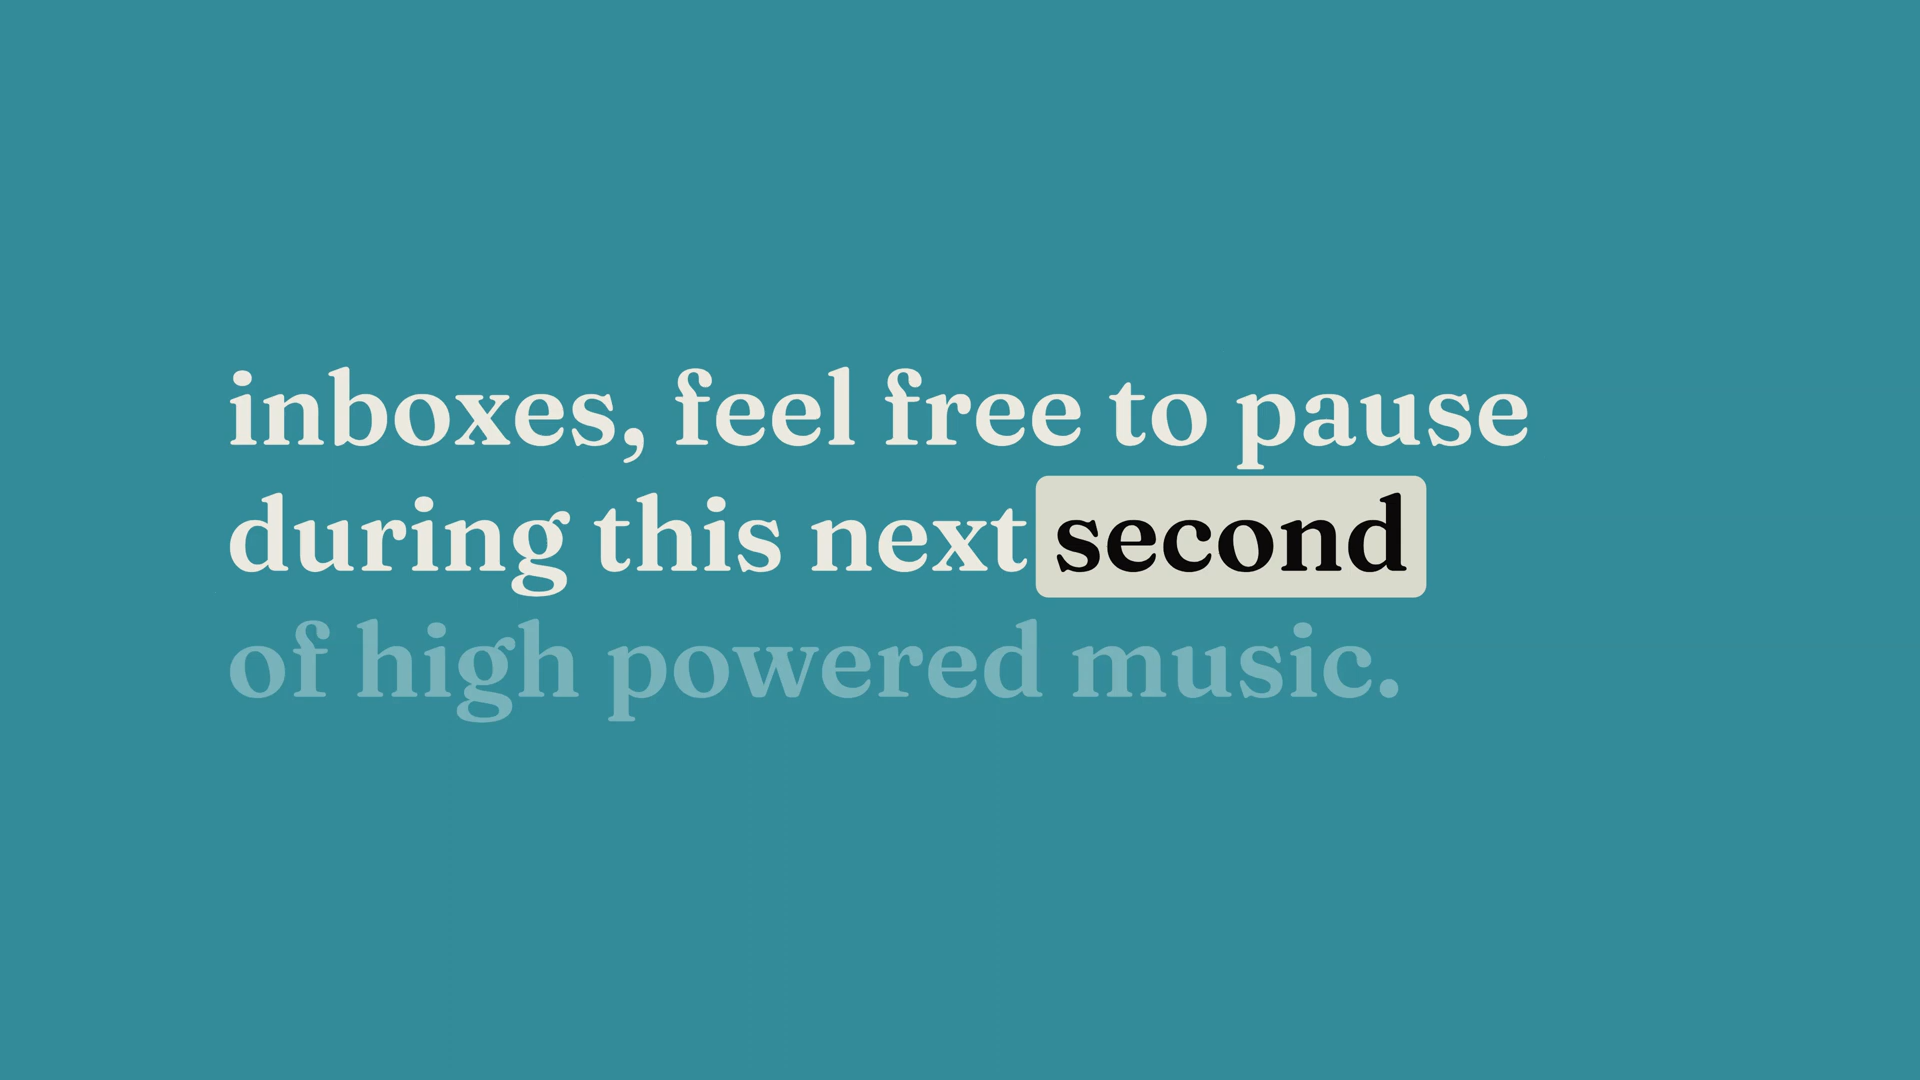 inboxes, feel free to pause
during this next second
of high powered music.